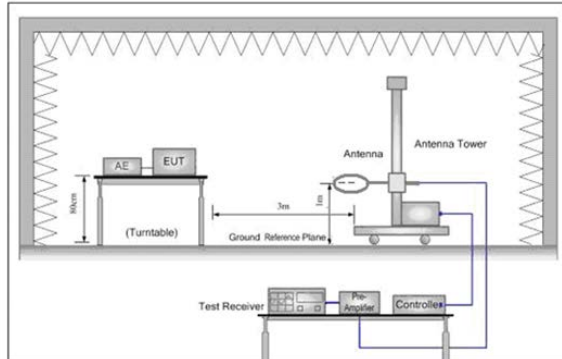 Antenna
Antenna Tower
AE
EUT
80cm
(Turntable)
3m
1m
Ground Reference Plane
Test Receiver
Pre-
Amplifier
Controller